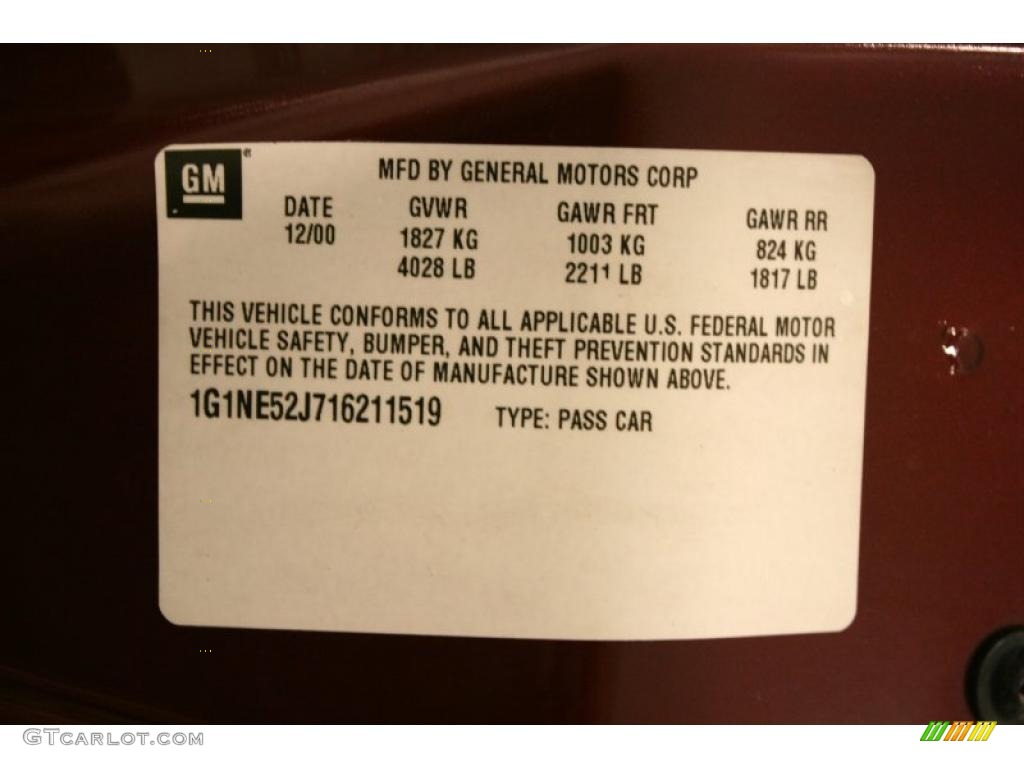 GM
MFD BY GENERAL MOTORS CORP
DATE GVWR GAWR FRT GAWR RR
12/00 1827 KG 1003 KG 824 KG
4028 LB 2211 LB 1817 LB
THIS VEHICLE CONFORMS TO ALL APPLICABLE U.S. FEDERAL MOTOR
VEHICLE SAFETY, BUMPER, AND THEFT PREVENTION STANDARDS IN
EFFECT ON THE DATE OF MANUFACTURE SHOWN ABOVE.
1G1NE52J716211519 TYPE: PASS CAR
GTCARLOT.COM